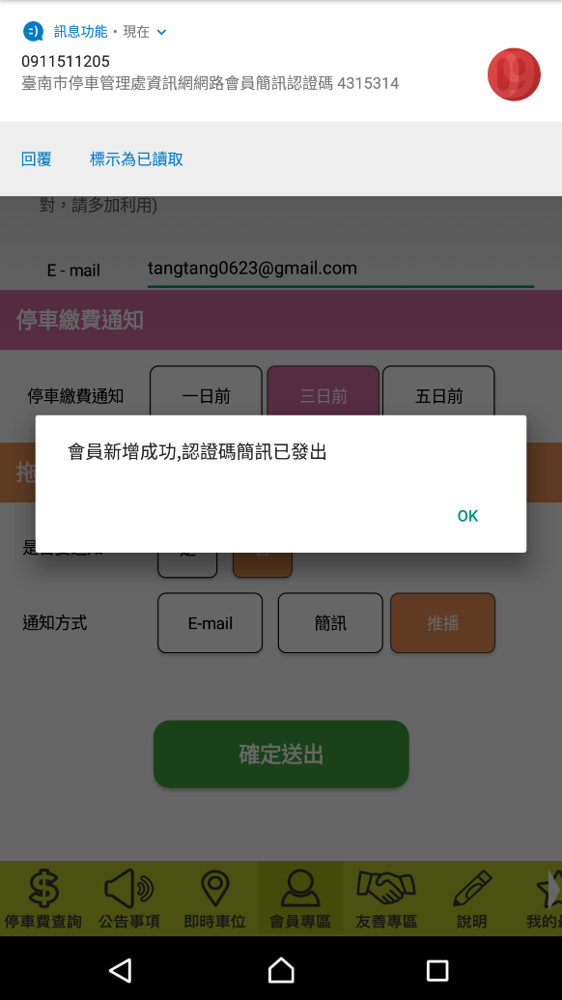 訊息功能 • 現在
0911511205
臺南市停車管理處資訊網網路會員簡訊認證碼 4315314
09
回覆 標示為已讀取
對，請多加利用)
E - mail tangtang0623@gmail.com
停車繳費通知
停車繳費通知 一日前 三日前 五日前
會員新增成功,認證碼簡訊已發出
OK
拖
通知方式 E-mail 簡訊 推播
確定送出
停車費查詢 公告事項 即時車位 會員專區 友善專區 說明 我的